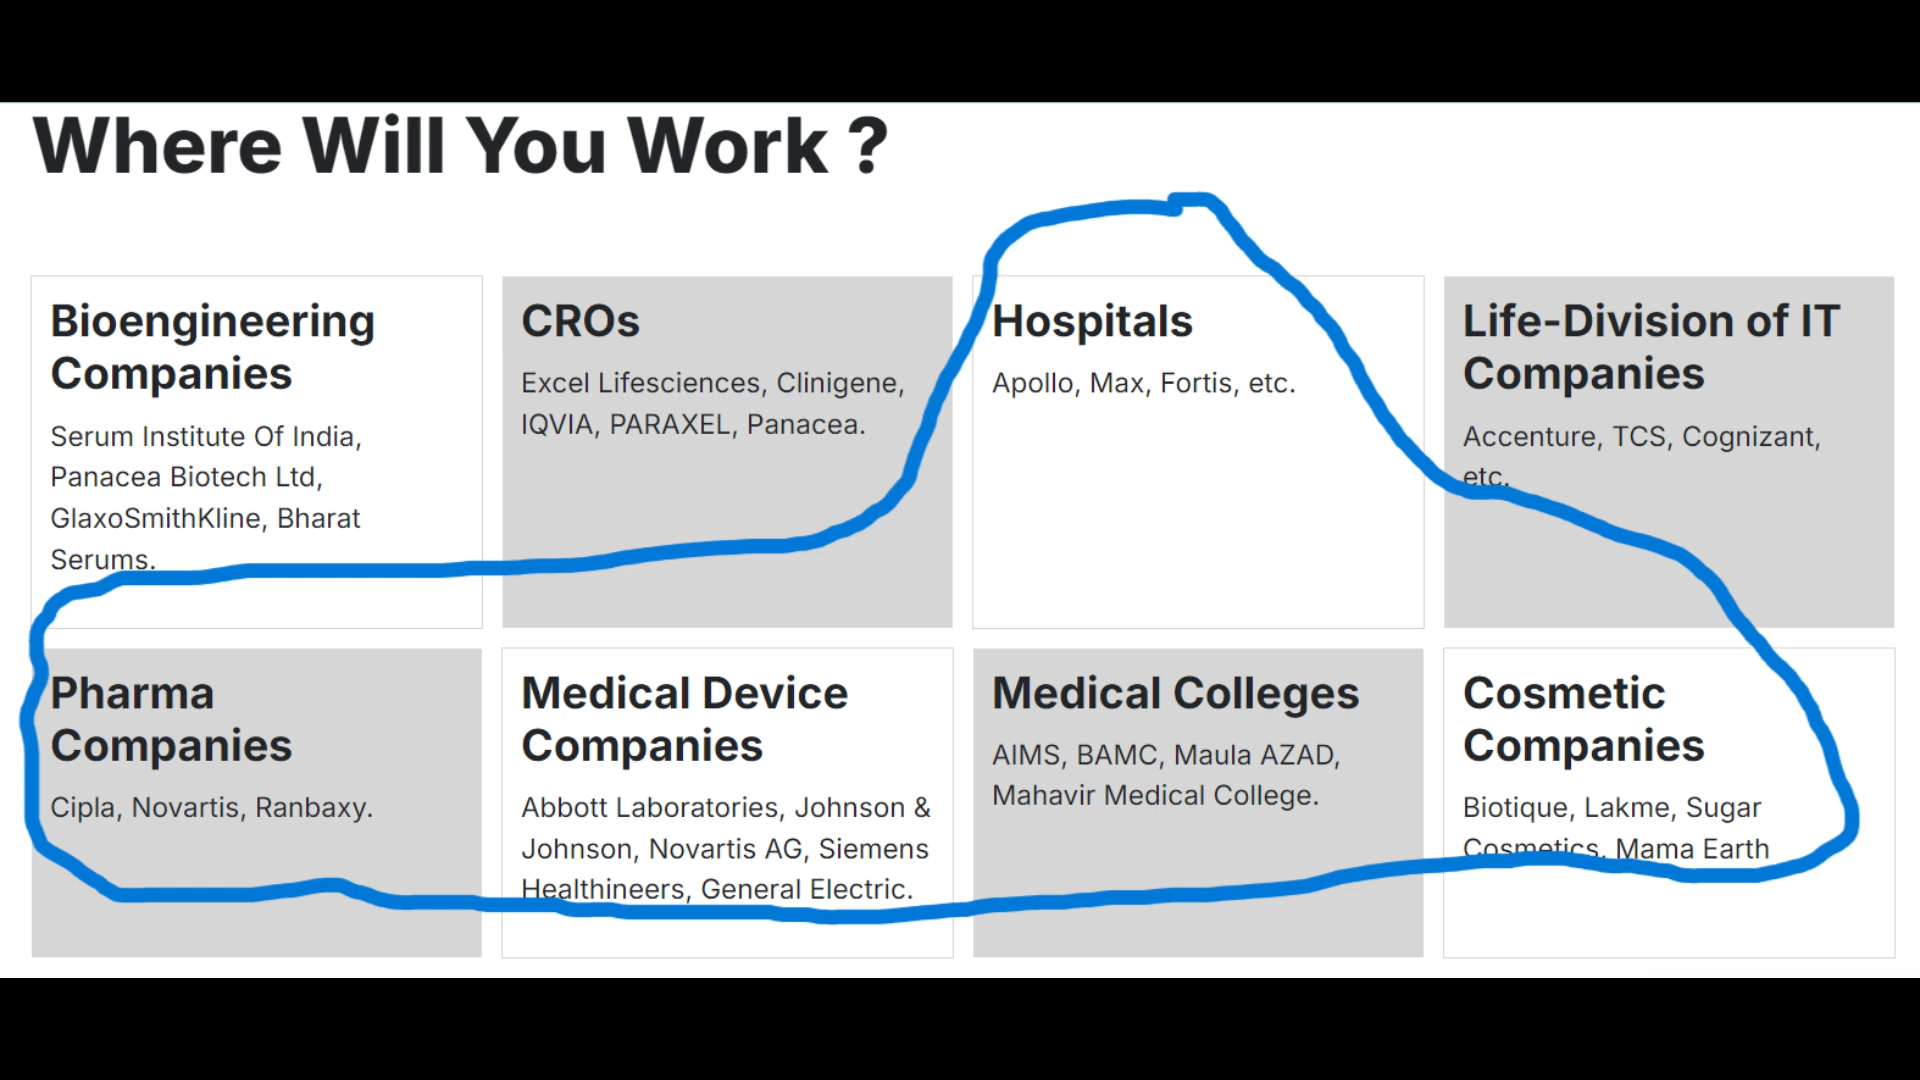 Where Will You Work ?
Bioengineering
Companies
Serum Institute Of India,
Panacea Biotech Ltd,
GlaxoSmithKline, Bharat
Serums.
CROs
Excel Lifesciences, Clinigene,
IQVIA, PARAXEL, Panacea.
Hospitals
Apollo, Max, Fortis, etc.
Life-Division of IT
Companies
Accenture, TCS, Cognizant,
etc.
Pharma
Companies
Cipla, Novartis, Ranbaxy.
Medical Device
Companies
Abbott Laboratories, Johnson &
Johnson, Novartis AG, Siemens
Healthineers, General Electric.
Medical Colleges
AIMS, BAMC, Maula AZAD,
Mahavir Medical College.
Cosmetic
Companies
Biotique, Lakme, Sugar
Cosmetics, Mama Earth